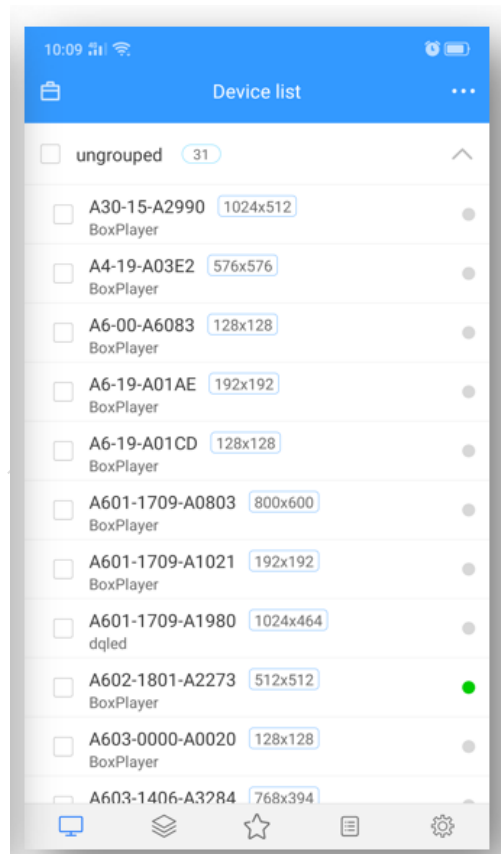 10:09
Device list
ungrouped 31
A30-15-A2990 1024x512
BoxPlayer
A4-19-A03E2 576x576
BoxPlayer
A6-00-A6083 128x128
BoxPlayer
A6-19-A01AE 192x192
BoxPlayer
A6-19-A01CD 128x128
BoxPlayer
A601-1709-A0803 800x600
BoxPlayer
A601-1709-A1021 192x192
BoxPlayer
A601-1709-A1980 1024x464
dqled
A602-1801-A2273 512x512
BoxPlayer
A603-0000-A0020 128x128
BoxPlayer
A603-1406-A3284 768x394